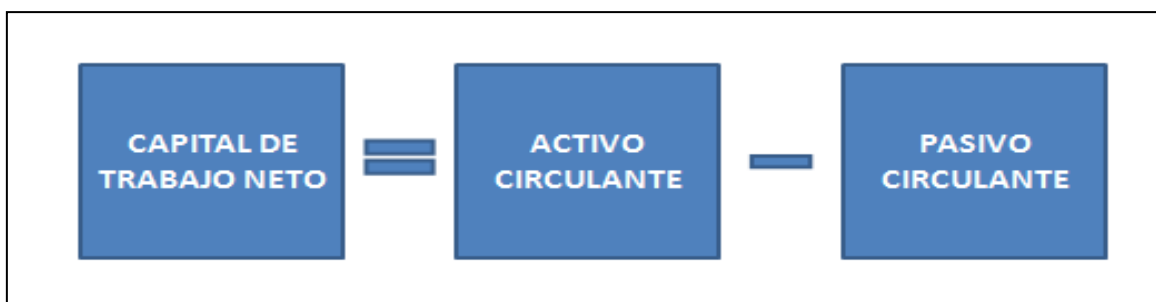 CAPITAL DE
TRABAJO NETO
=
ACTIVO
CIRCULANTE
-
PASIVO
CIRCULANTE